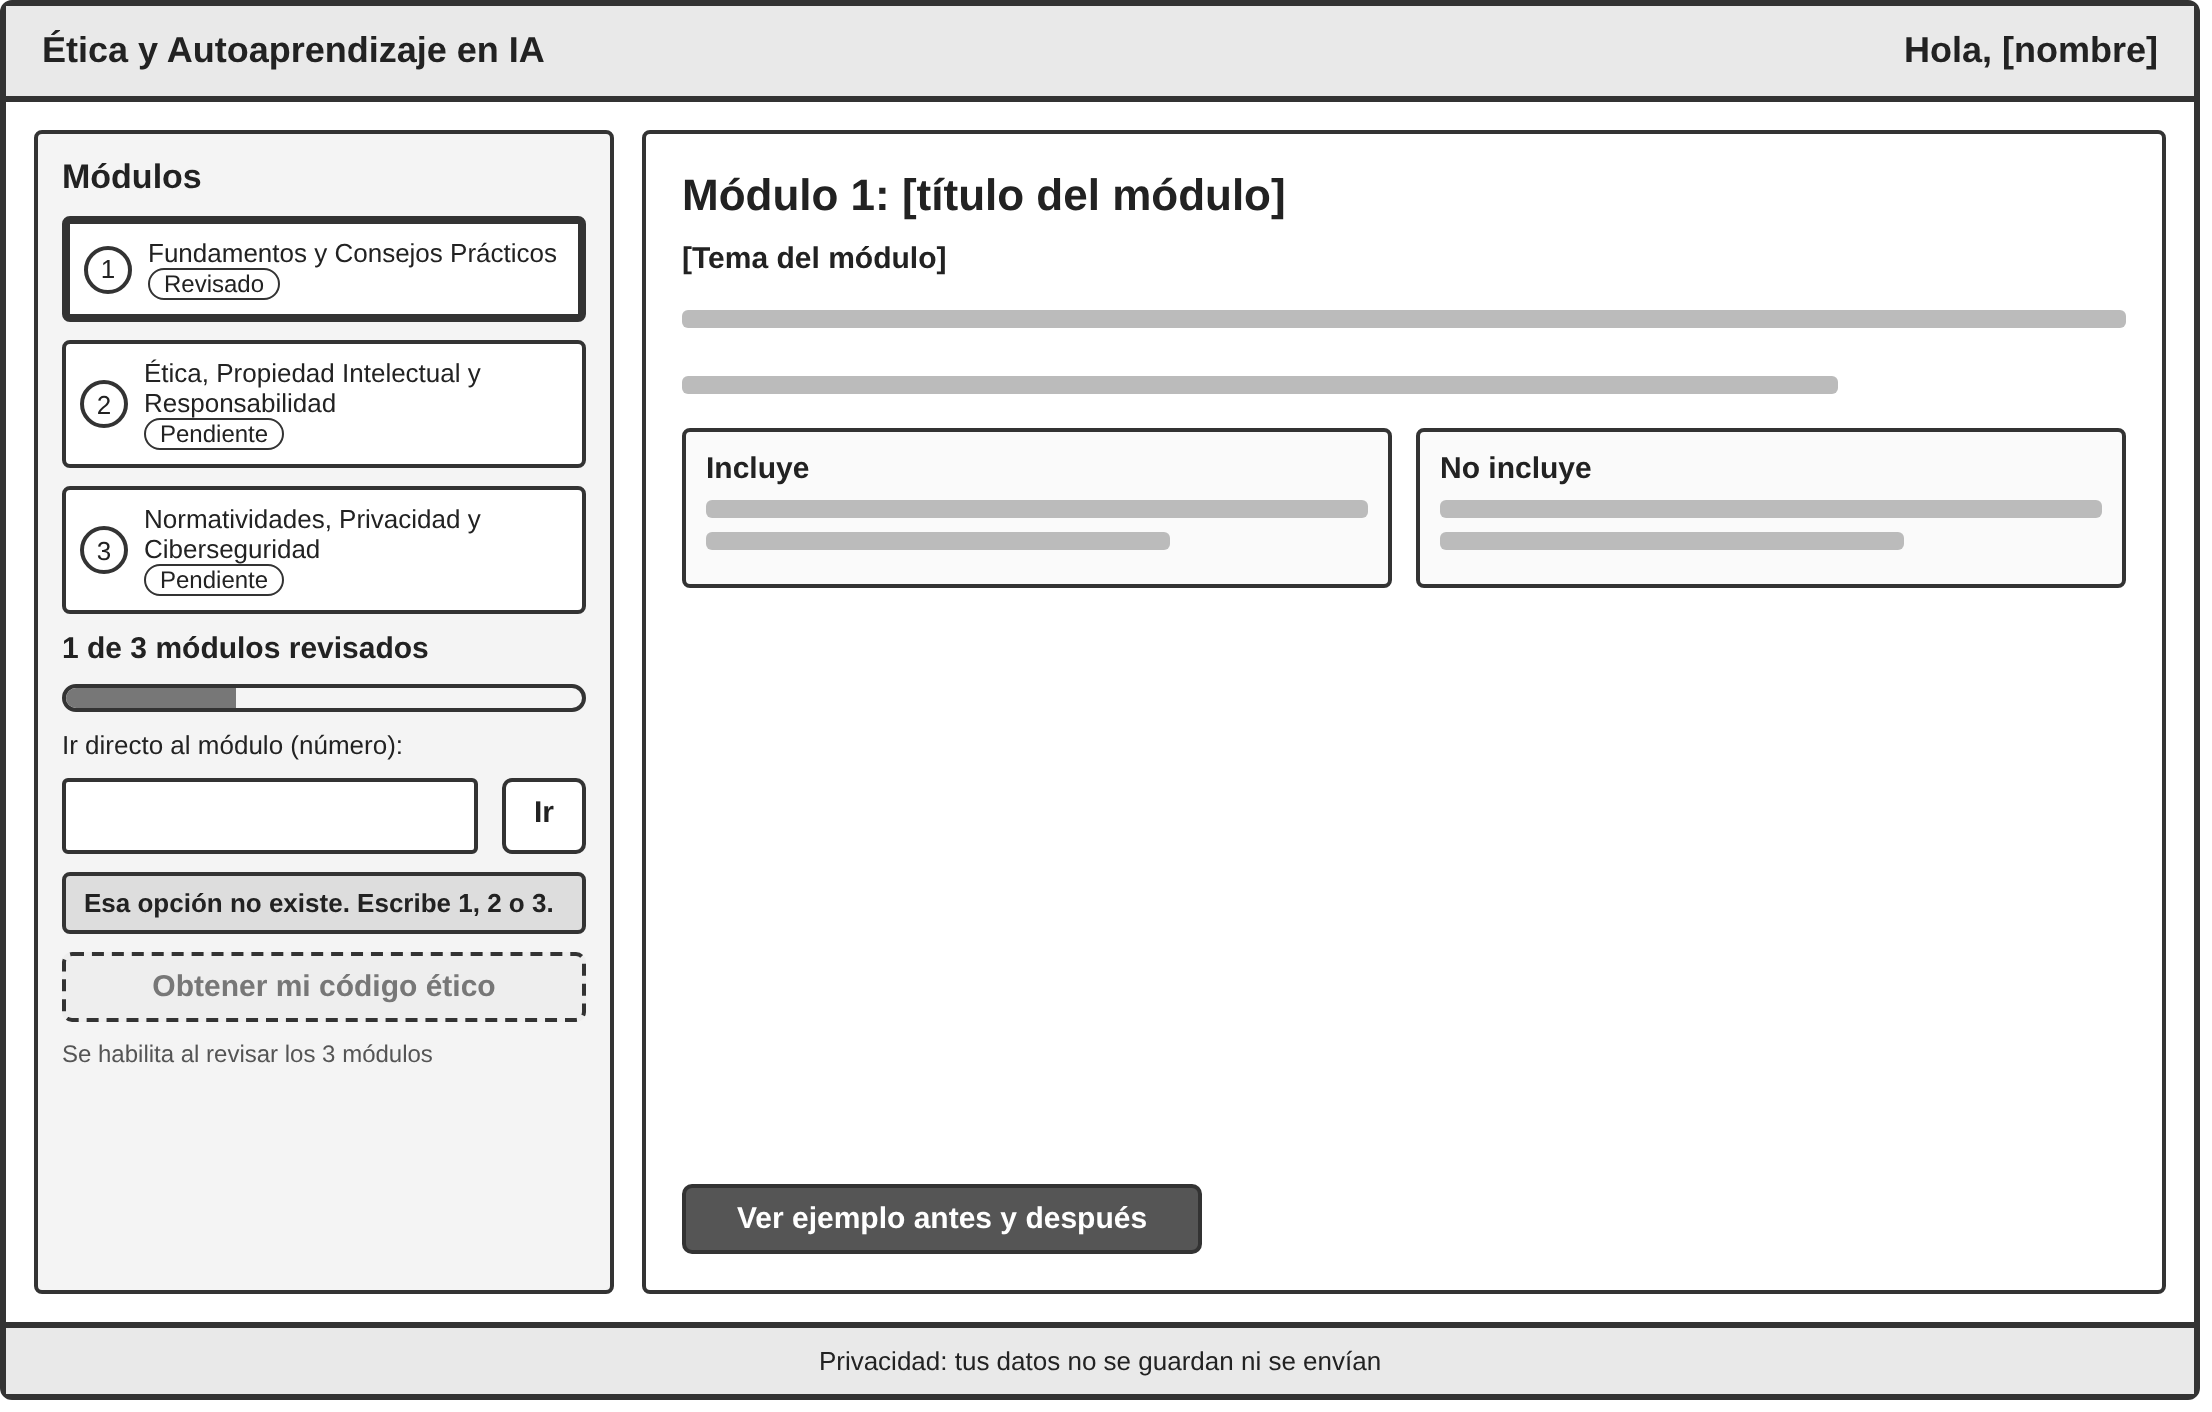 Ética y Autoaprendizaje en IA
Hola, [nombre]
Módulos
1
Fundamentos y Consejos Prácticos
Revisado
2
Ética, Propiedad Intelectual y
Responsabilidad
Pendiente
3
Normatividades, Privacidad y
Ciberseguridad
Pendiente
1 de 3 módulos revisados
Ir directo al módulo (número):
Ir
Esa opción no existe. Escribe 1, 2 o 3.
Obtener mi código ético
Se habilita al revisar los 3 módulos
Módulo 1: [título del módulo]
[Tema del módulo]
Incluye
No incluye
Ver ejemplo antes y después
Privacidad: tus datos no se guardan ni se envían